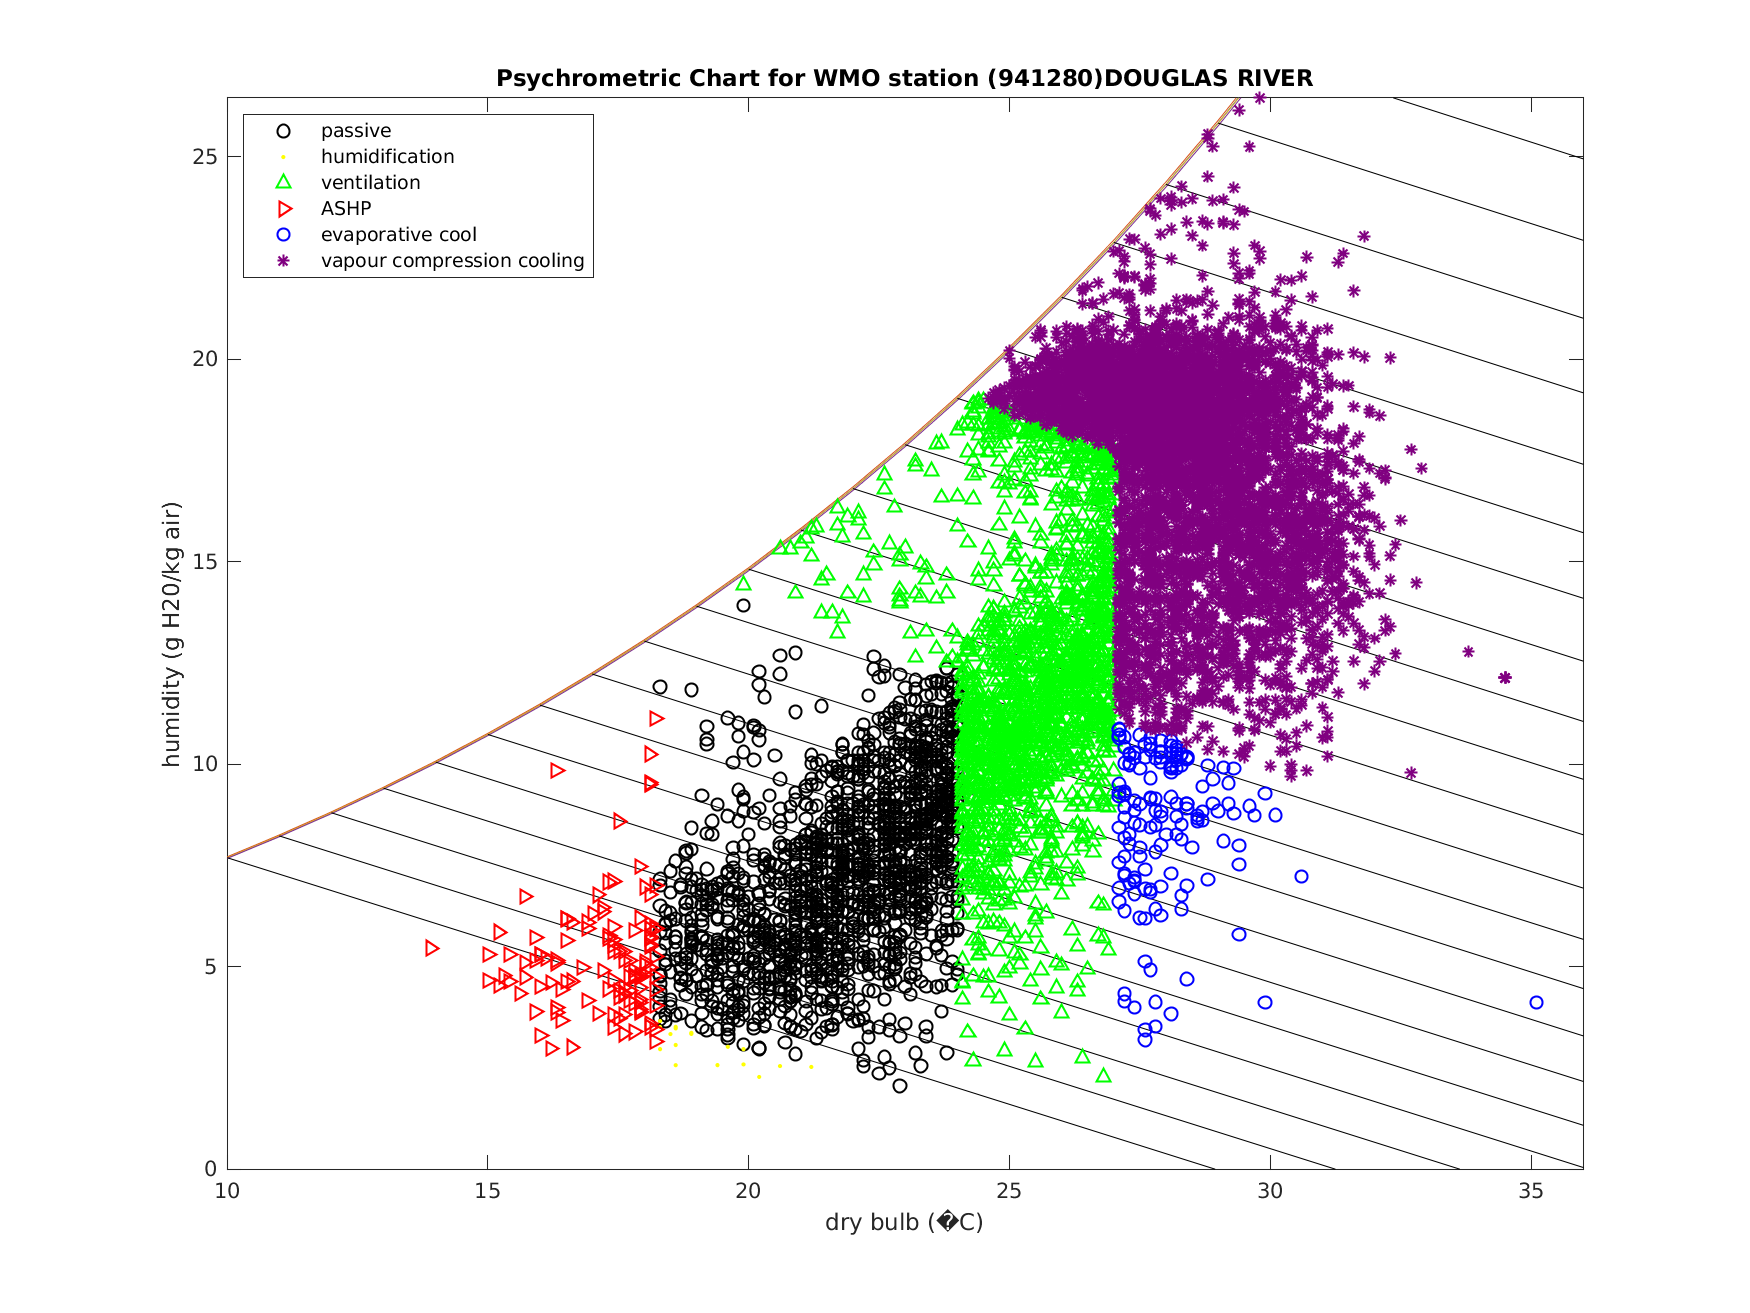 Psychrometric Chart for WMO station (941280)DOUGLAS RIVER
passive
humidification
ventilation
ASHP
evaporative cool
vapour compression cooling
25
20
15
10
5
0
humidity (g H20/kg air)
10
15
20
25
30
35
dry bulb (�C)